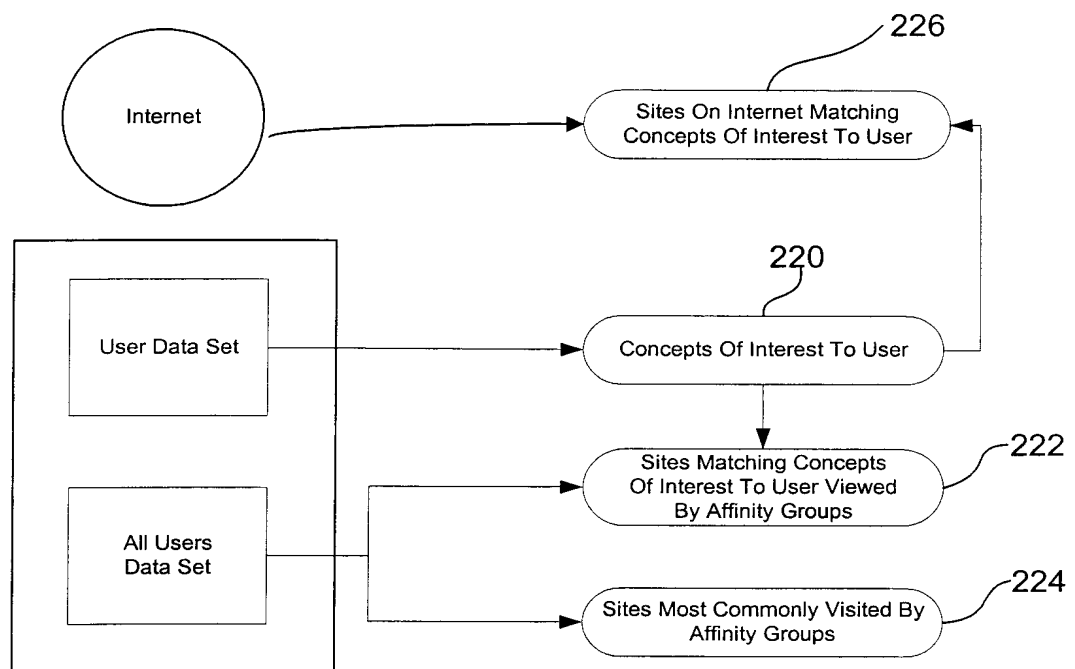 226
Internet
Sites On Internet Matching
Concepts Of Interest To User
220
User Data Set
Concepts Of Interest To User
222
Sites Matching Concepts
Of Interest To User Viewed
By Affinity Groups
All Users
Data Set
224
Sites Most Commonly Visited By
Affinity Groups